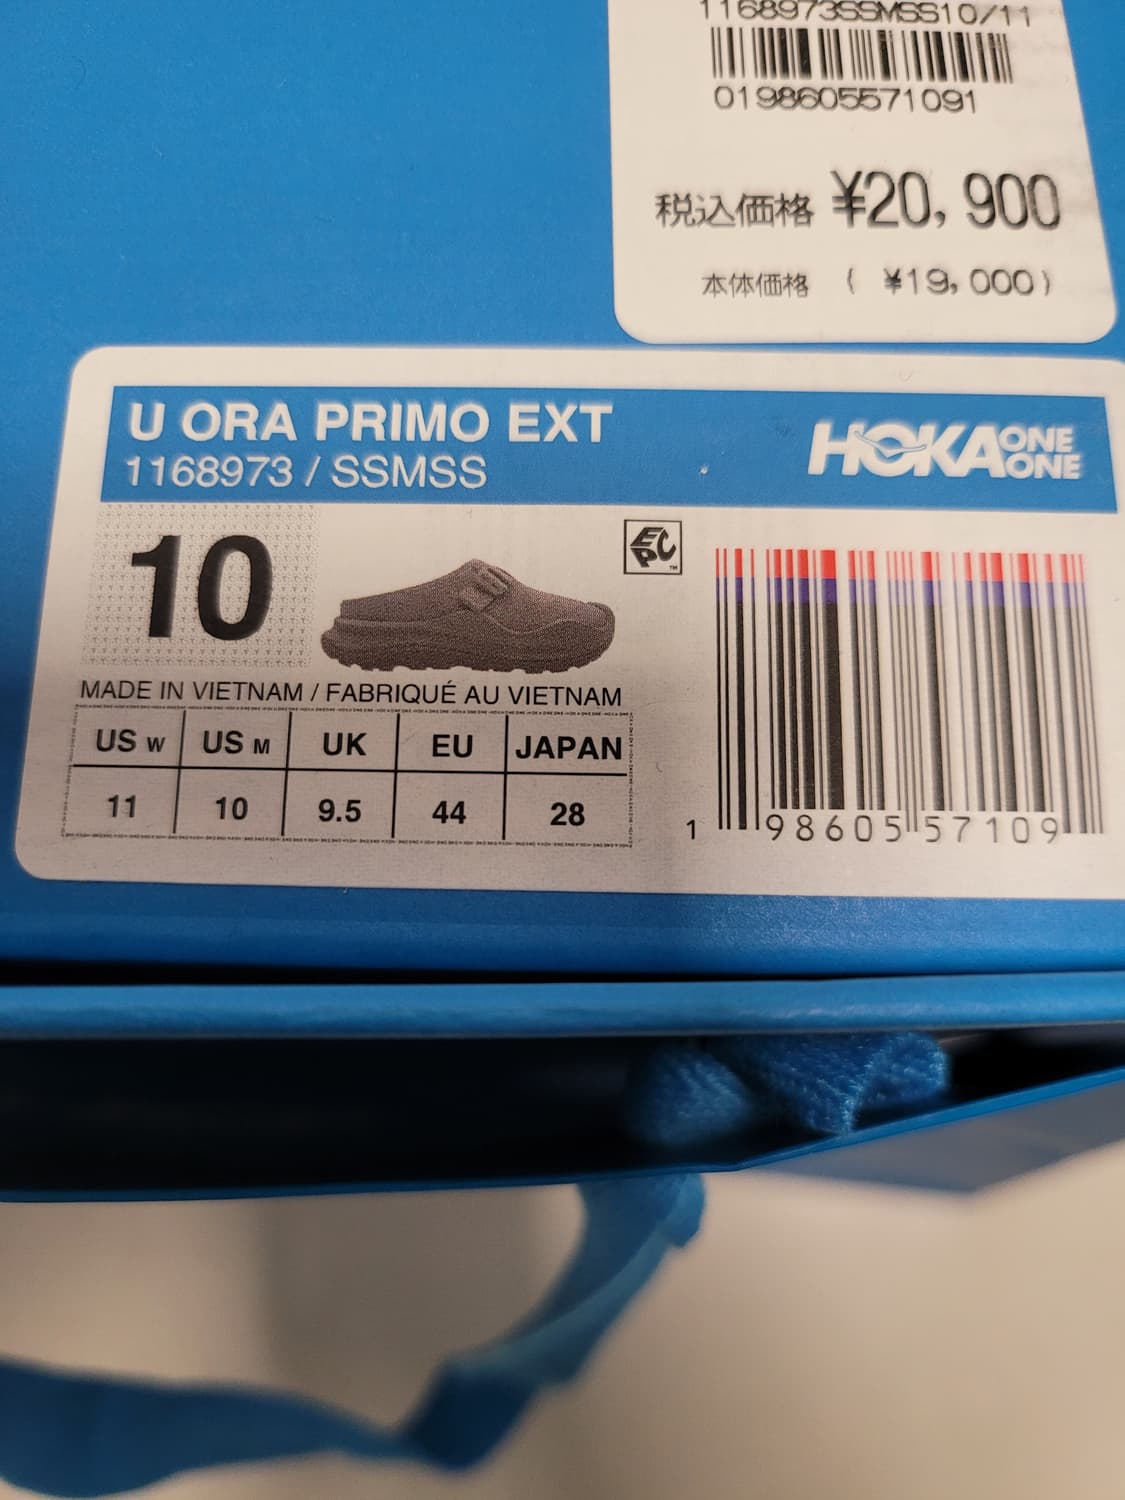 1168973SSMSS10/11
0198605571091
税込価格 ¥20,900
本体価格 ( ¥19,000)
U ORA PRIMO EXT
1168973 / SSMSS
HOKA ONE ONE
10
EPC™
MADE IN VIETNAM / FABRIQUÉ AU VIETNAM
US W US M UK EU JAPAN
11 10 9.5 44 28
1 98605 57109